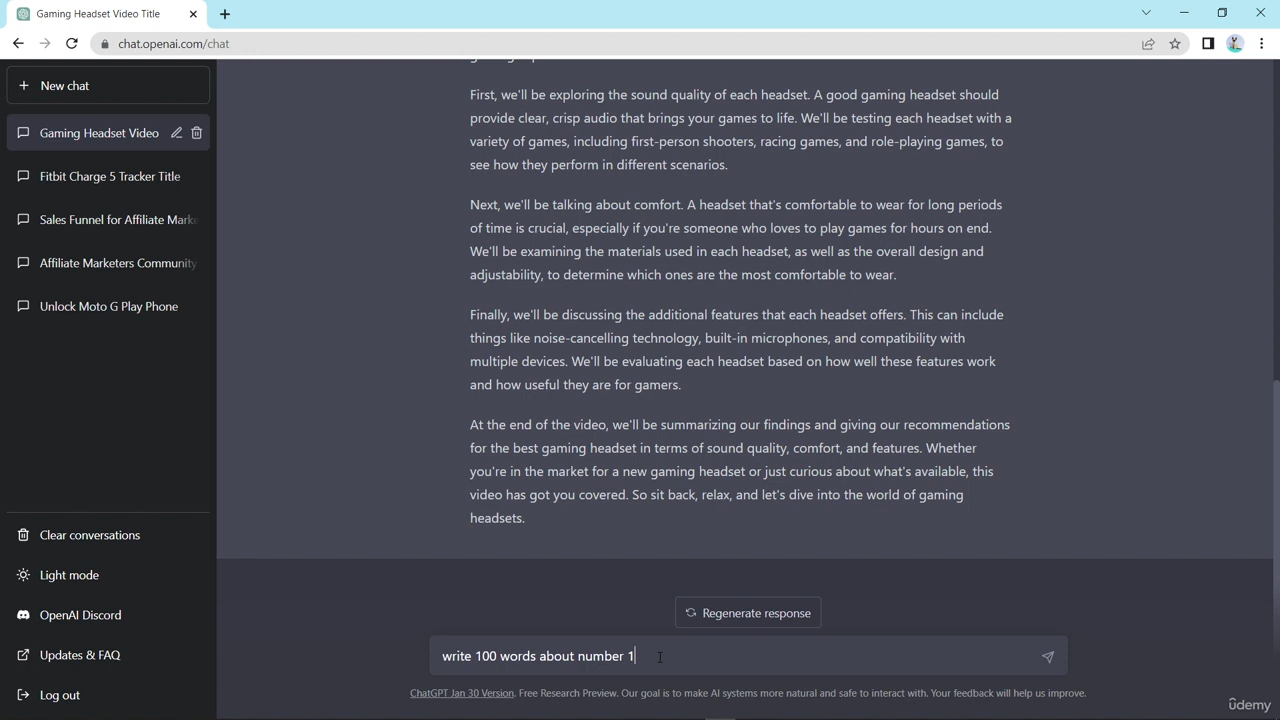 Gaming Headset Video Title
chat.openai.com/chat
New chat
Gaming Headset Video
Fitbit Charge 5 Tracker Title
Sales Funnel for Affiliate Marke
Affiliate Marketers Community
Unlock Moto G Play Phone
Clear conversations
Light mode
OpenAI Discord
Updates & FAQ
Log out
First, we'll be exploring the sound quality of each headset. A good gaming headset should
provide clear, crisp audio that brings your games to life. We'll be testing each headset with a
variety of games, including first-person shooters, racing games, and role-playing games, to
see how they perform in different scenarios.
Next, we'll be talking about comfort. A headset that's comfortable to wear for long periods
of time is crucial, especially if you're someone who loves to play games for hours on end.
We'll be examining the materials used in each headset, as well as the overall design and
adjustability, to determine which ones are the most comfortable to wear.
Finally, we'll be discussing the additional features that each headset offers. This can include
things like noise-cancelling technology, built-in microphones, and compatibility with
multiple devices. We'll be evaluating each headset based on how well these features work
and how useful they are for gamers.
At the end of the video, we'll be summarizing our findings and giving our recommendations
for the best gaming headset in terms of sound quality, comfort, and features. Whether
you're in the market for a new gaming headset or just curious about what's available, this
video has got you covered. So sit back, relax, and let's dive into the world of gaming
headsets.
Regenerate response
write 100 words about number 1
ChatGPT Jan 30 Version. Free Research Preview. Our goal is to make AI systems more natural and safe to interact with. Your feedback will help us improve.
ûdemy